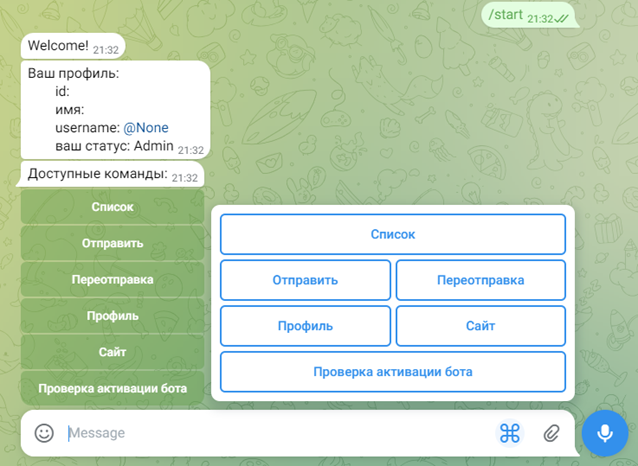 /start 21:32
Welcome! 21:32
Ваш профиль:
id:
имя:
username: @None
ваш статус: Admin 21:32
Доступные команды: 21:32
Список
Отправить
Переотправка
Профиль
Сайт
Проверка активации бота
Список
Отправить Переотправка
Профиль Сайт
Проверка активации бота
Message